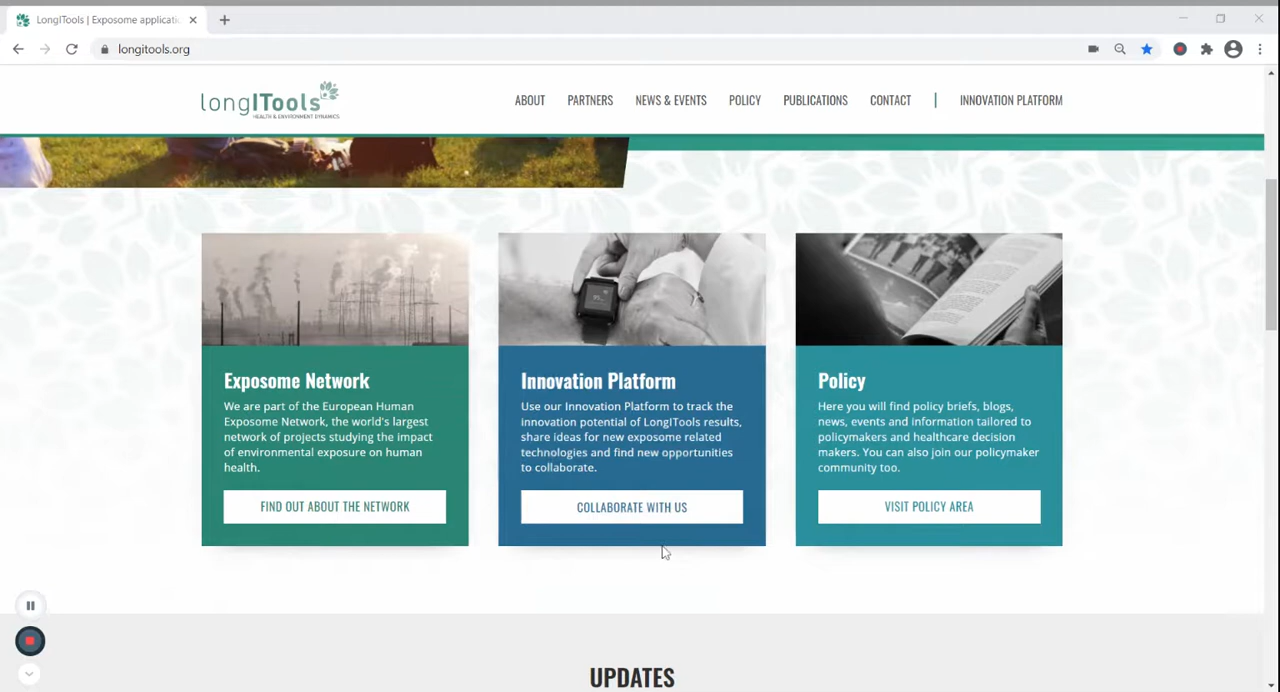 LongITools | Exposome applicati
longitools.org
longITools
HEALTH & ENVIRONMENT DYNAMICS
ABOUT PARTNERS NEWS & EVENTS POLICY PUBLICATIONS CONTACT | INNOVATION PLATFORM
Exposome Network
We are part of the European Human
Exposome Network, the world's largest
network of projects studying the impact
of environmental exposure on human
health.
FIND OUT ABOUT THE NETWORK
Innovation Platform
Use our Innovation Platform to track the
innovation potential of LongITools results,
share ideas for new exposome related
technologies and find new opportunities
to collaborate.
COLLABORATE WITH US
Policy
Here you will find policy briefs, blogs,
news, events and information tailored to
policymakers and healthcare decision
makers. You can also join our policymaker
community too.
VISIT POLICY AREA
UPDATES